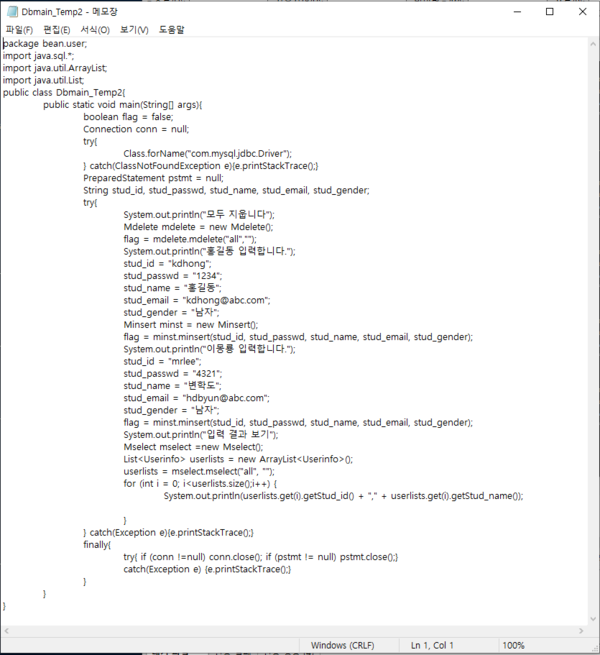 Dbmain_Temp2 - 메모장
파일(F) 편집(E) 서식(O) 보기(V) 도움말
package bean.user;
import java.sql.*;
import java.util.ArrayList;
import java.util.List;
public class Dbmain_Temp2{
public static void main(String[] args){
boolean flag = false;
Connection conn = null;
try{
Class.forName("com.mysql.jdbc.Driver");
} catch(ClassNotFoundException e){e.printStackTrace();}
PreparedStatement pstmt = null;
String stud_id, stud_passwd, stud_name, stud_email, stud_gender;
try{
System.out.println("모두 지웁니다");
Mdelete mdelete = new Mdelete();
flag = mdelete.mdelete("all","");
System.out.println("홍길동 입력합니다.");
stud_id = "kdhong";
stud_passwd = "1234";
stud_name = "홍길동";
stud_email = "kdhong@abc.com";
stud_gender = "남자";
Minsert minst = new Minsert();
flag = minst.minsert(stud_id, stud_passwd, stud_name, stud_email, stud_gender);
System.out.println("이몽룡 입력합니다.");
stud_id = "mrlee";
stud_passwd = "4321";
stud_name = "변학도";
stud_email = "hdbyun@abc.com";
stud_gender = "남자";
flag = minst.minsert(stud_id, stud_passwd, stud_name, stud_email, stud_gender);
System.out.println("입력 결과 보기");
Mselect mselect =new Mselect();
List<Userinfo> userlists = new ArrayList<Userinfo>();
userlists = mselect.mselect("all", "");
for (int i = 0; i<userlists.size();i++) {
System.out.println(userlists.get(i).getStud_id() + "," + userlists.get(i).getStud_name());
}
} catch(Exception e){e.printStackTrace();}
finally{
try{ if (conn !=null) conn.close(); if (pstmt != null) pstmt.close();}
catch(Exception e) {e.printStackTrace();}
}
}
}
Windows (CRLF) Ln 1, Col 1 100%